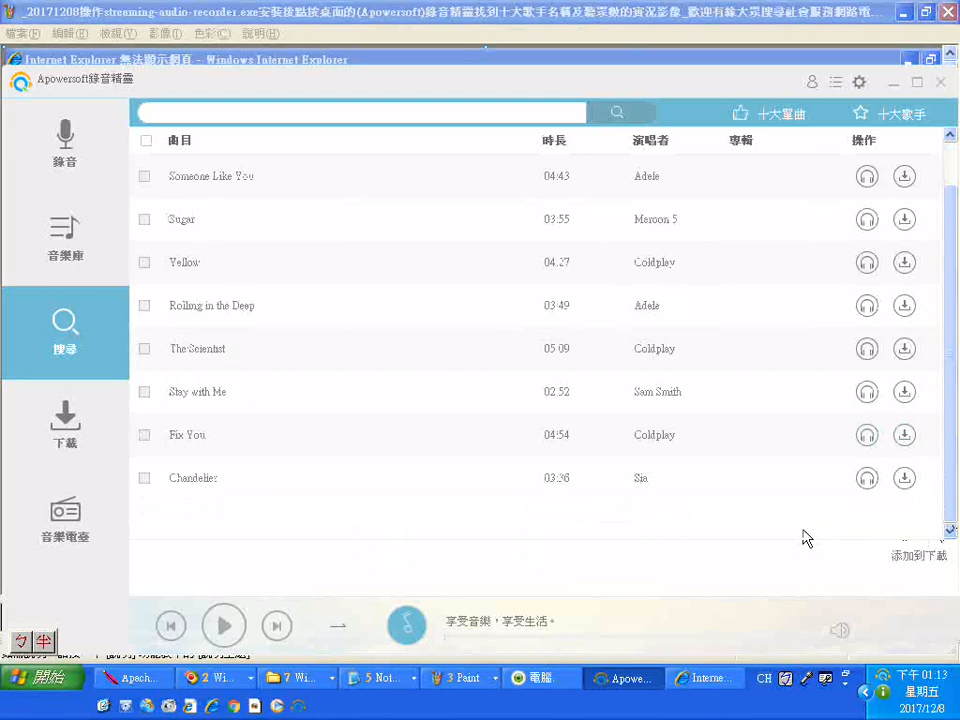 _20171208操作streeming-audio-recorder.exe安裝後點按桌面的(Apowersoft)錄音精靈找到十大歌手名稱及聽眾數的實況影像_歡迎有緣大眾搜尋社會服務網路電...
檔案(F) 編輯(E) 檢視(V) 影像(I) 色彩(C) 說明(H)
Internet Explorer 無法顯示網頁 - Windows Internet Explorer
Apowersoft錄音精靈
十大單曲 十大歌手
錄音
音樂庫
搜尋
下載
音樂電臺
曲目 時長 演唱者 專輯 操作
Someone Like You 04:43 Adele
Sugar 03:55 Maroon 5
Yellow 04:27 Coldplay
Rolling in the Deep 03:49 Adele
The Scientist 05:09 Coldplay
Stay with Me 02:52 Sam Smith
Fix You 04:54 Coldplay
Chandelier 03:36 Sia
添加到下載
享受音樂，享受生活。
ㄅ 半
開始 Apach... 2 Wi... 7 Wi... 5 Not... 3 Paint 電腦 Apowe... Interne... CH
下午 01:13
星期五
2017/12/8